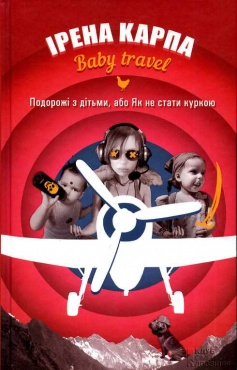 ІРЕНА КАРПА
Baby travel
Подорожі з дітьми, або Як не стати куркою